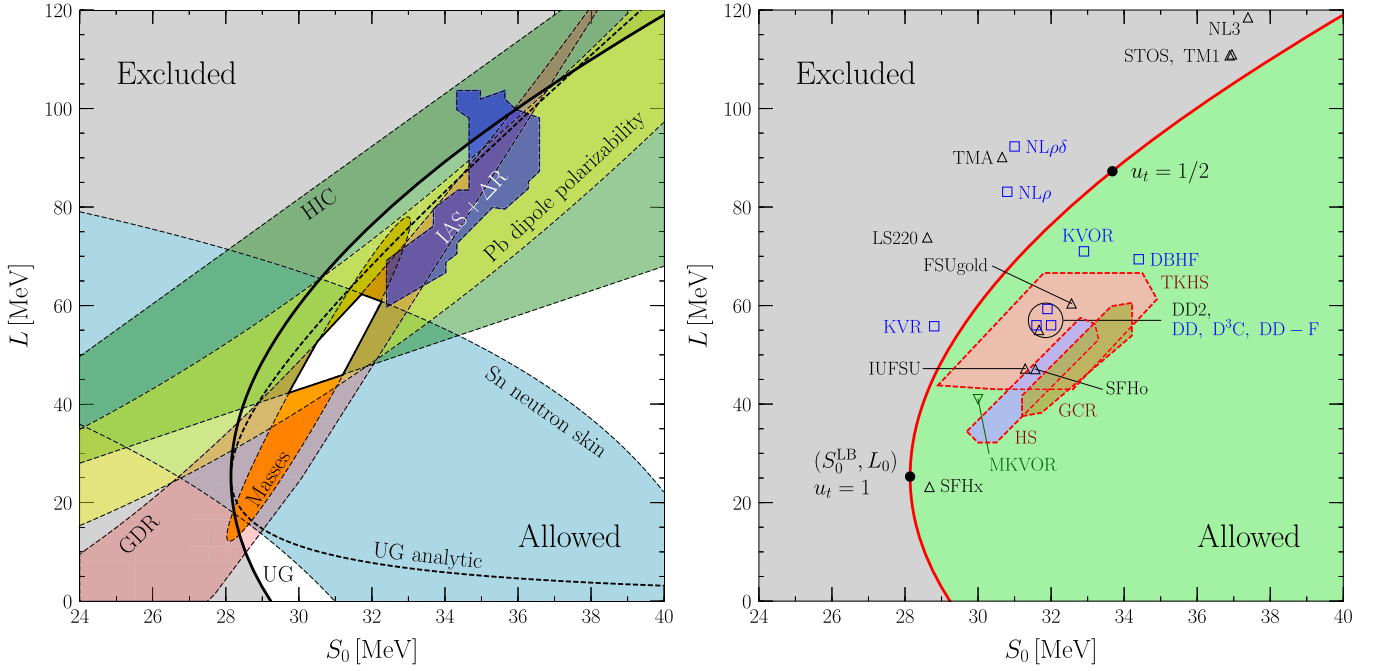 120
100
80
60
40
20
0
24
26
28
30
32
34
36
38
40
L [MeV]
S₀ [MeV]
Excluded
HIC
IAS + ΔR
Pb dipole polarizability
Sn neutron skin
Masses
GDR
UG analytic
UG
Allowed
120
100
80
60
40
20
0
24
26
28
30
32
34
36
38
40
L [MeV]
S₀ [MeV]
Excluded
NL3
STOS, TM1
TMA
NLρδ
NLρ
u_t = 1/2
LS220
KVOR
FSUgold
DBHF
TKHS
DD2,
DD, D³C, DD − F
KVR
IUFSU
SFHo
GCR
HS
MKVOR
(S₀^LB, L₀)
u_t = 1
SFHx
Allowed